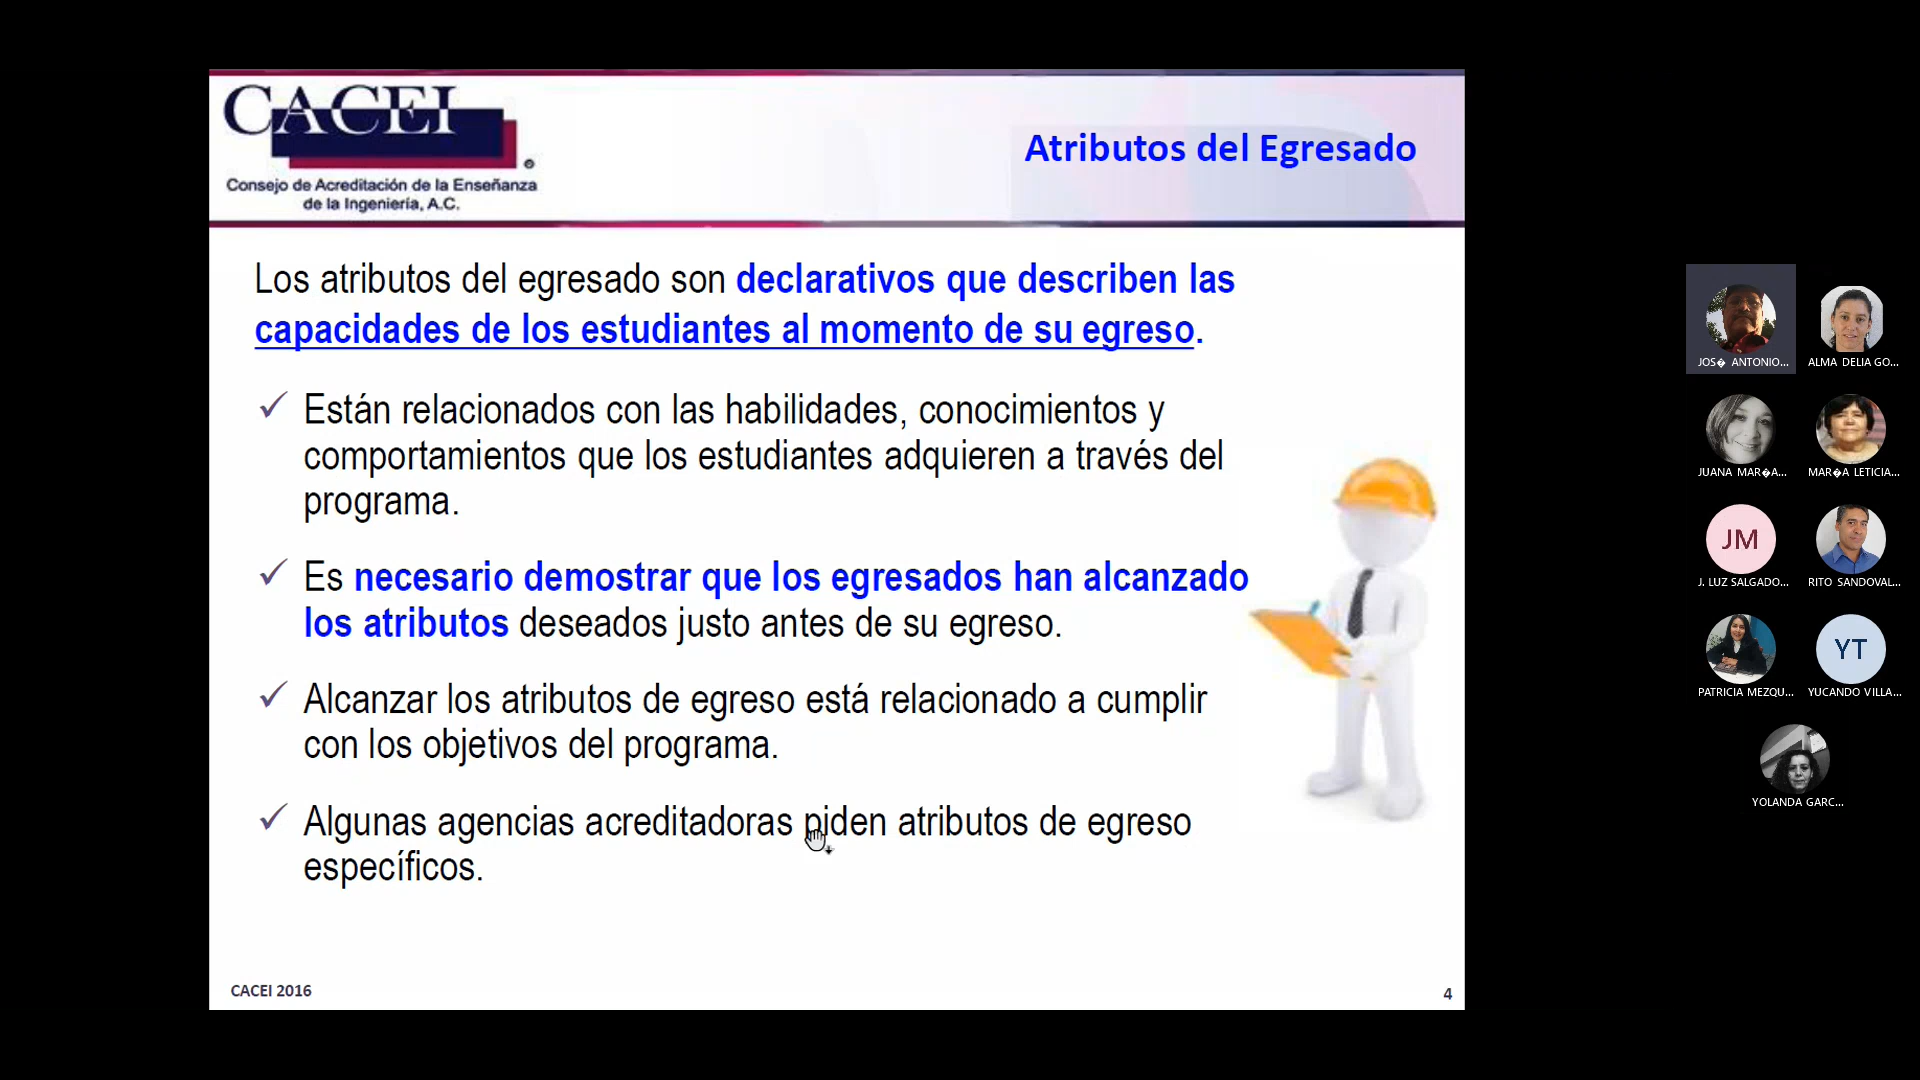 CACEI
Consejo de Acreditación de la Enseñanza
de la Ingeniería, A.C.
Atributos del Egresado
Los atributos del egresado son declarativos que describen las
capacidades de los estudiantes al momento de su egreso.
✓ Están relacionados con las habilidades, conocimientos y
comportamientos que los estudiantes adquieren a través del
programa.
✓ Es necesario demostrar que los egresados han alcanzado
los atributos deseados justo antes de su egreso.
✓ Alcanzar los atributos de egreso está relacionado a cumplir
con los objetivos del programa.
✓ Algunas agencias acreditadoras piden atributos de egreso
específicos.
CACEI 2016
4
JOS� ANTONIO...
ALMA DELIA GO...
JUANA MAR�A...
MAR�A LETICIA...
JM
J. LUZ SALGADO...
RITO SANDOVAL...
PATRICIA MEZQU...
YT
YUCANDO VILLA...
YOLANDA GARC...